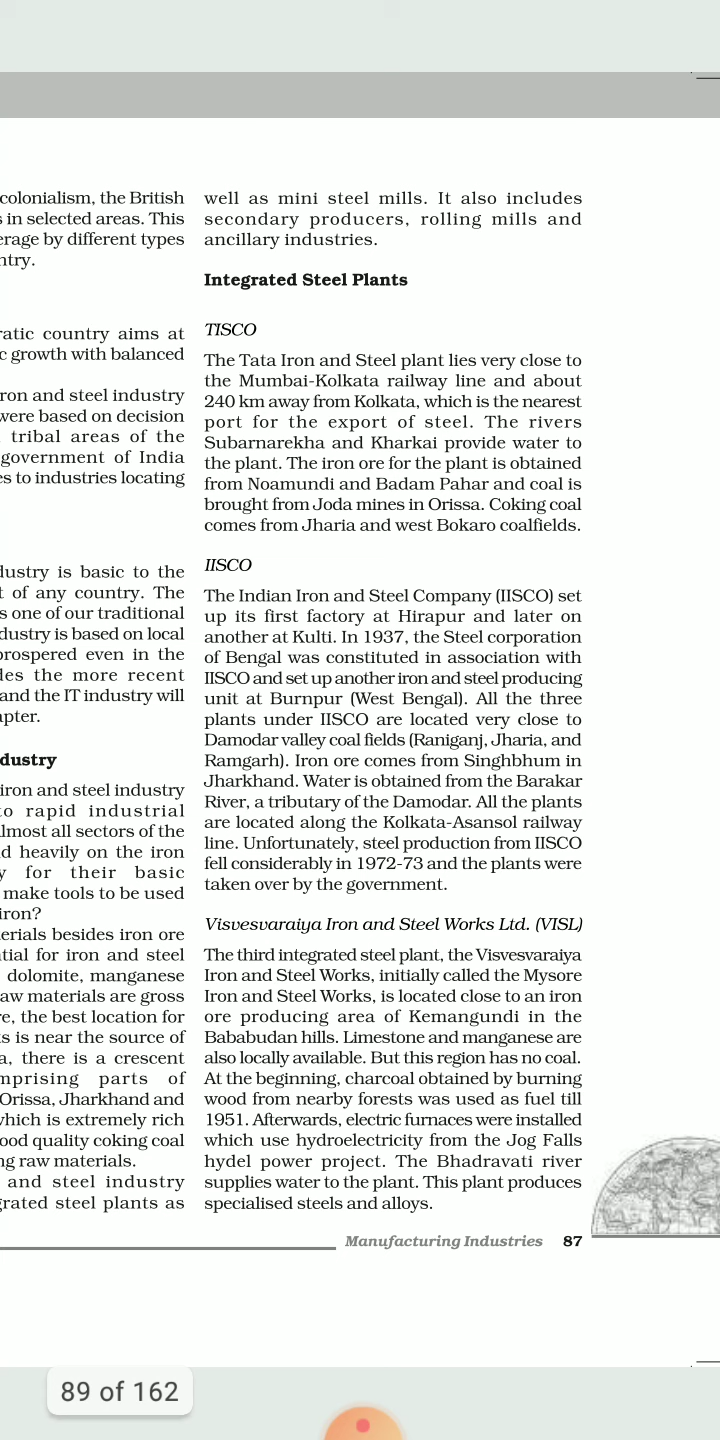 colonialism, the British
in selected areas. This
by different types
ratic country aims at
growth with balanced
iron and steel industry
were based on decision
tribal areas of the
government of India
to industries locating
industry is basic to the
of any country. The
one of our traditional
industry is based on local
prospered even in the
the more recent
and the IT industry will
dustry
iron and steel industry
to rapid industrial
almost all sectors of the
heavily on the iron
for their basic
make tools to be used
iron?
materials besides iron ore
for iron and steel
dolomite, manganese
raw materials are gross
the best location for
is near the source of
there is a crescent
parts of
Orissa, Jharkhand and
which is extremely rich
good quality coking coal
raw materials.
and steel industry
steel plants as
well as mini steel mills. It also includes
secondary producers, rolling mills and
ancillary industries.
Integrated Steel Plants
TISCO
The Tata Iron and Steel plant lies very close to
the Mumbai-Kolkata railway line and about
240 km away from Kolkata, which is the nearest
port for the export of steel. The rivers
Subarnarekha and Kharkai provide water to
the plant. The iron ore for the plant is obtained
from Noamundi and Badam Pahar and coal is
brought from Joda mines in Orissa. Coking coal
comes from Jharia and west Bokaro coalfields.
IISCO
The Indian Iron and Steel Company (IISCO) set
up its first factory at Hirapur and later on
another at Kulti. In 1937, the Steel corporation
of Bengal was constituted in association with
IISCO and set up another iron and steel producing
unit at Burnpur (West Bengal). All the three
plants under IISCO are located very close to
Damodar valley coal fields (Raniganj, Jharia, and
Ramgarh). Iron ore comes from Singhbhum in
Jharkhand. Water is obtained from the Barakar
River, a tributary of the Damodar. All the plants
are located along the Kolkata-Asansol railway
line. Unfortunately, steel production from IISCO
fell considerably in 1972-73 and the plants were
taken over by the government.
Visvesvaraiya Iron and Steel Works Ltd. (VISL)
The third integrated steel plant, the Visvesvaraiya
Iron and Steel Works, initially called the Mysore
Iron and Steel Works, is located close to an iron
ore producing area of Kemangundi in the
Bababudan hills. Limestone and manganese are
also locally available. But this region has no coal.
At the beginning, charcoal obtained by burning
wood from nearby forests was used as fuel till
1951. Afterwards, electric furnaces were installed
which use hydroelectricity from the Jog Falls
hydel power project. The Bhadravati river
supplies water to the plant. This plant produces
specialised steels and alloys.
Manufacturing Industries 87
89 of 162